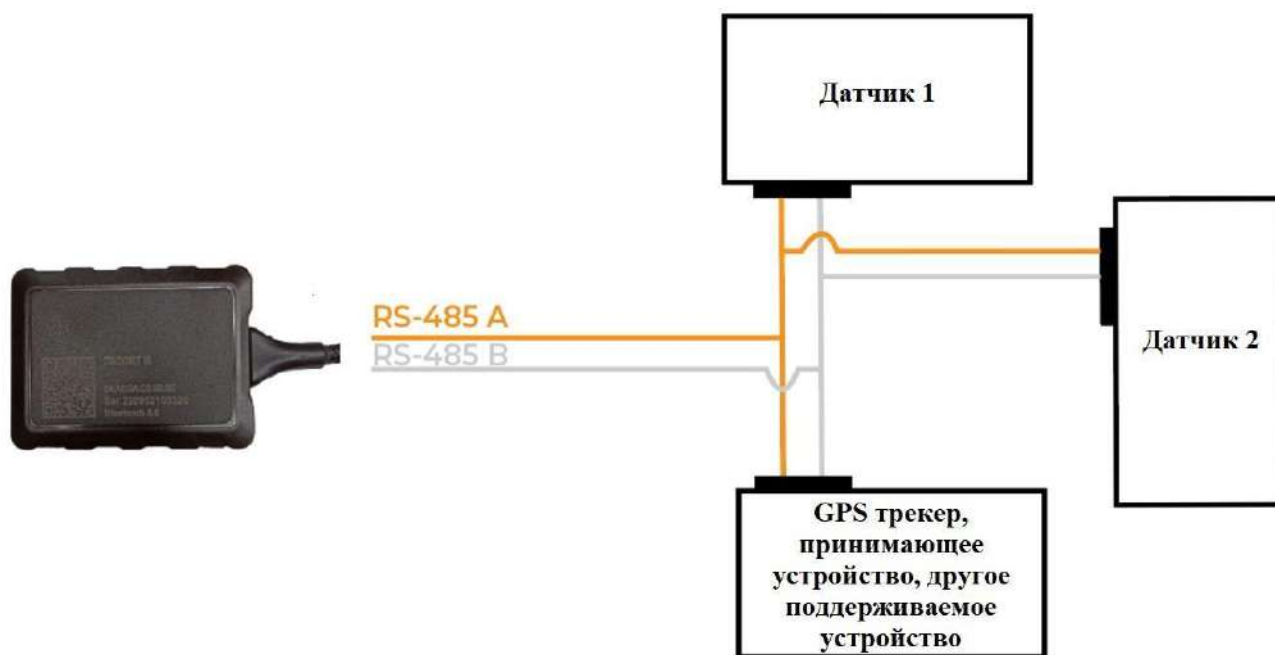 Датчик 1
RS-485 A
RS-485 B
Датчик 2
GPS трекер,
принимающее
устройство, другое
поддерживаемое
устройство